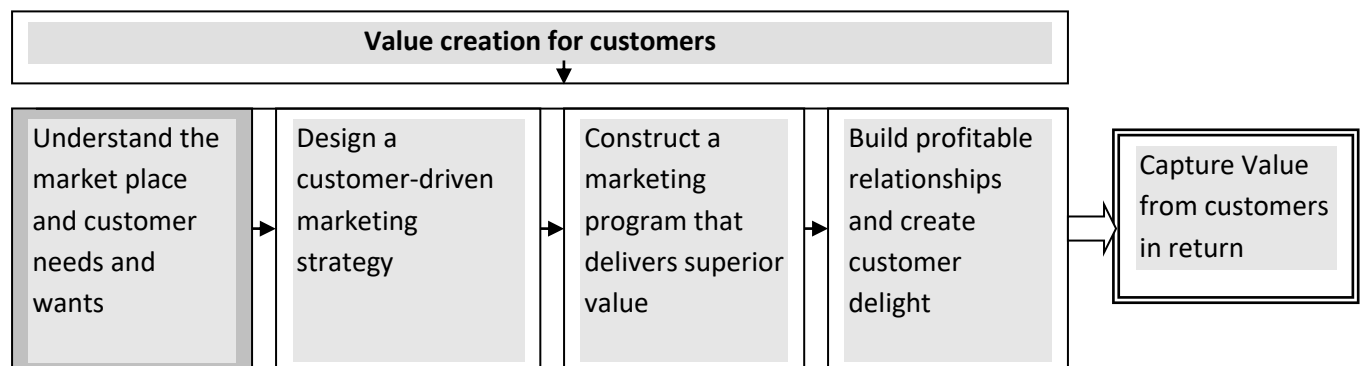 Value creation for customers
Understand the
market place
and customer
needs and
wants
Design a
customer-driven
marketing
strategy
Construct a
marketing
program that
delivers superior
value
Build profitable
relationships
and create
customer
delight
Capture Value
from customers
in return